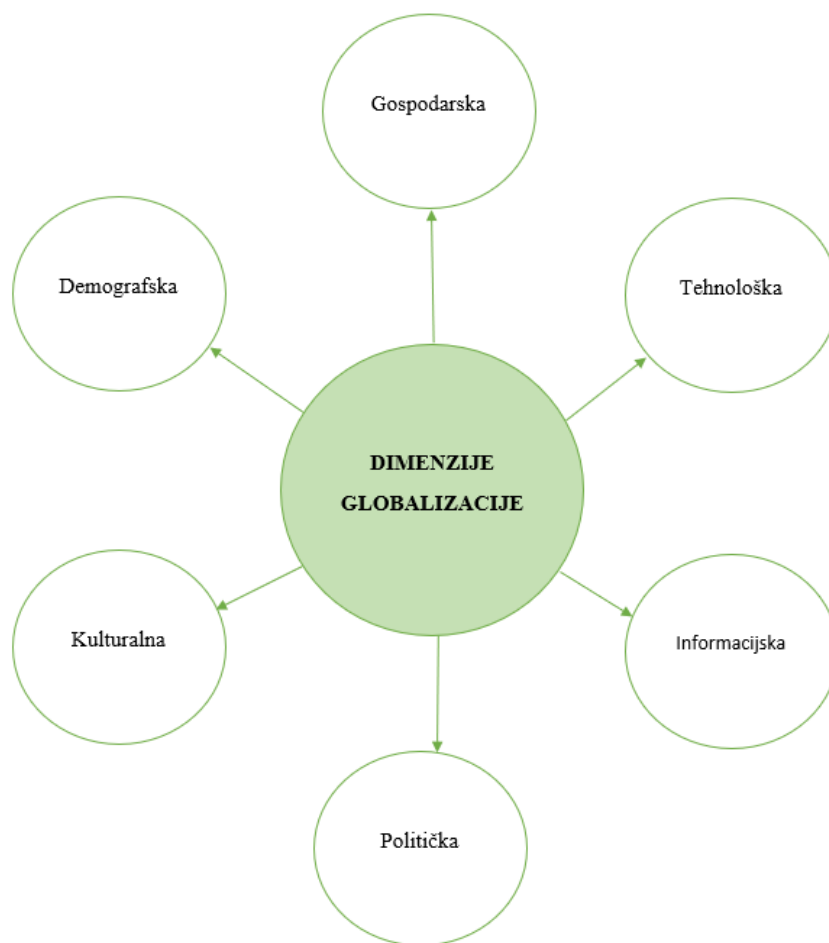 Gospodarska
Demografska
Tehnološka
DIMENZIJE
GLOBALIZACIJE
Kulturalna
Informacijska
Politička